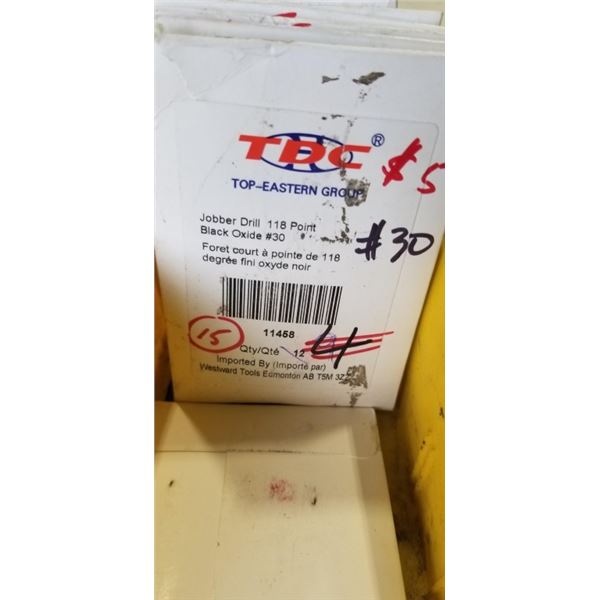 TDC®
$5
TOP-EASTERN GROUP
Jobber Drill 118 Point
Black Oxide #30
#30
Foret court à pointe de 118
degrée fini oxyde noir
11458
15
Qty/Qté 12
4
Imported By (Importé par)
Westward Tools Edmonton AB T5M